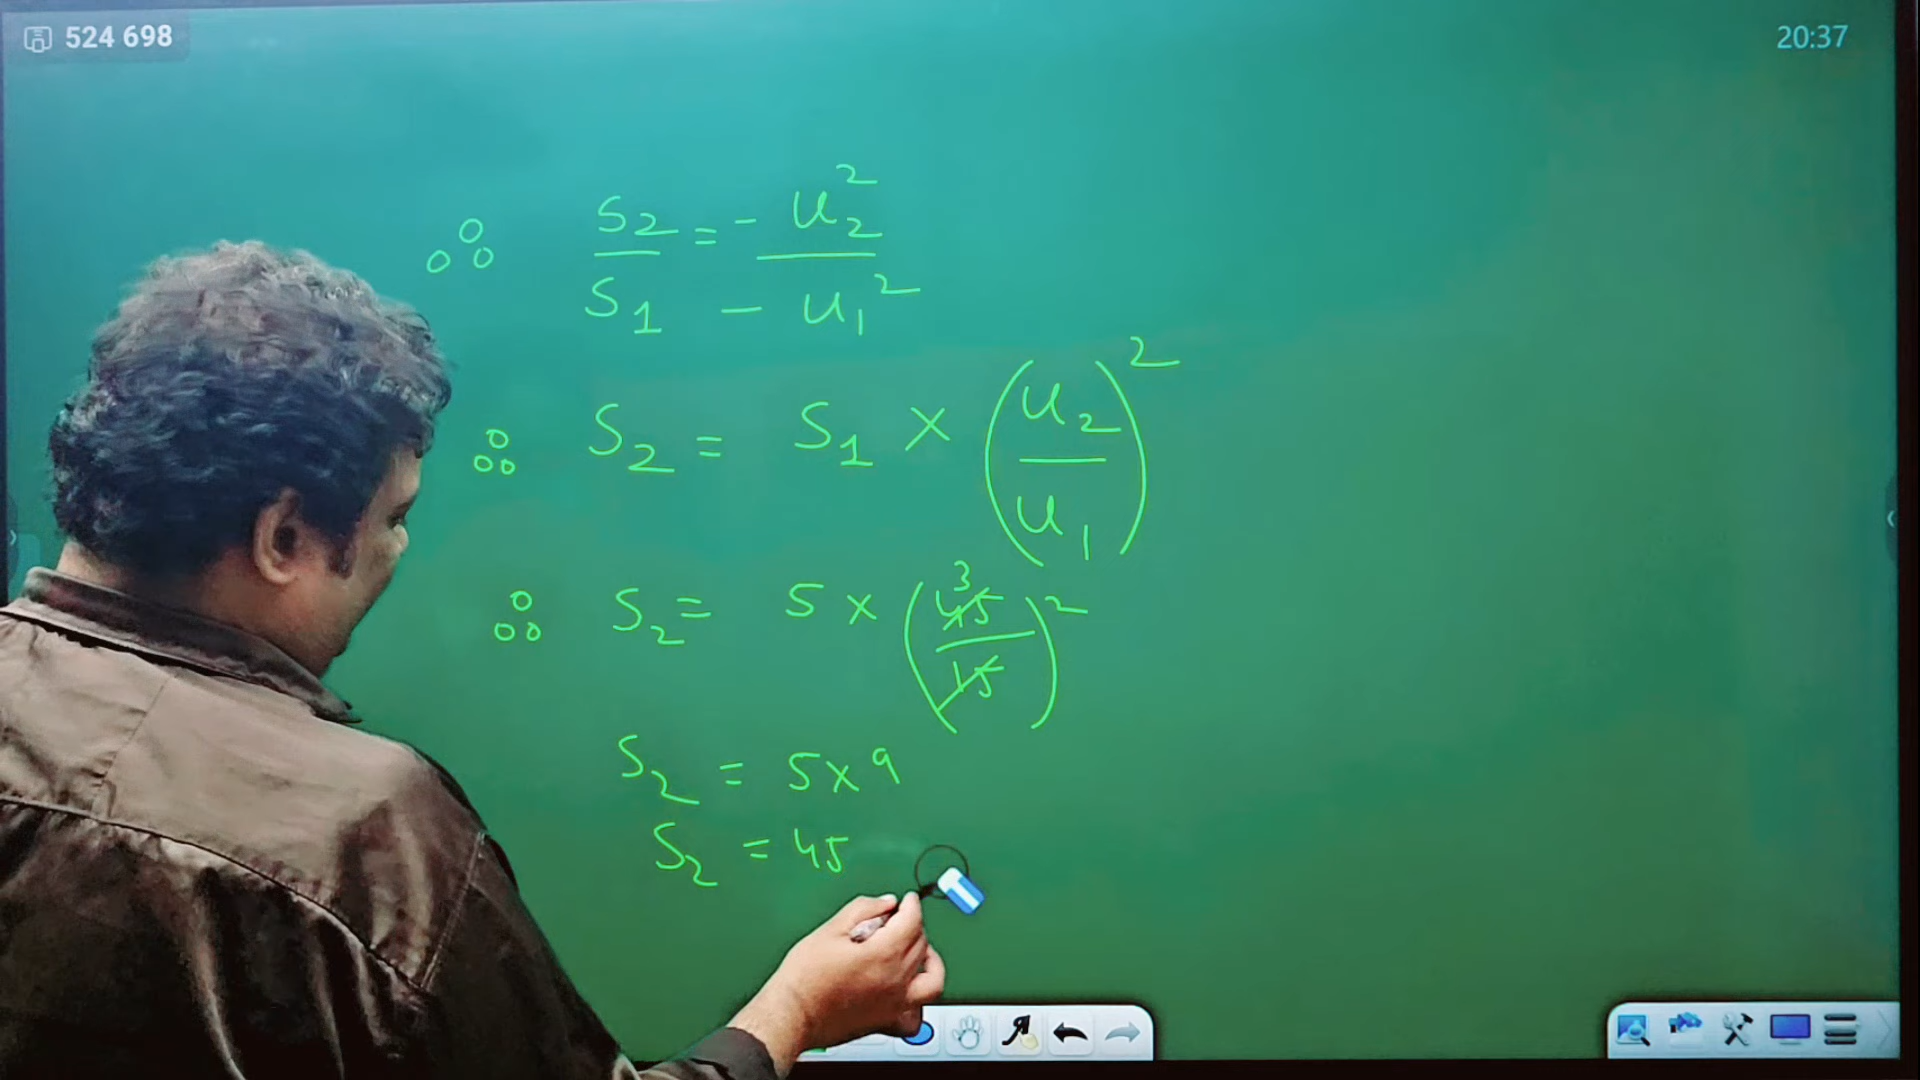 524 698
20:37
∴ S2/S1 = -u2²/-u1²
∴ S2 = S1 × (u2/u1)²
∴ S2 = 5 × (45/15)² 3
S2 = 5×9
S2 = 45